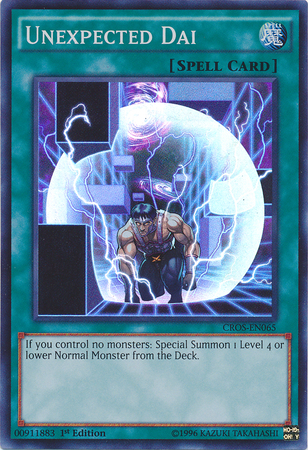 UNEXPECTED DAI
魔
[SPELL CARD]
CROS-EN065
If you control no monsters: Special Summon 1 Level 4 or
lower Normal Monster from the Deck.
00911883 1st Edition ©1996 KAZUKI TAKAHASHI